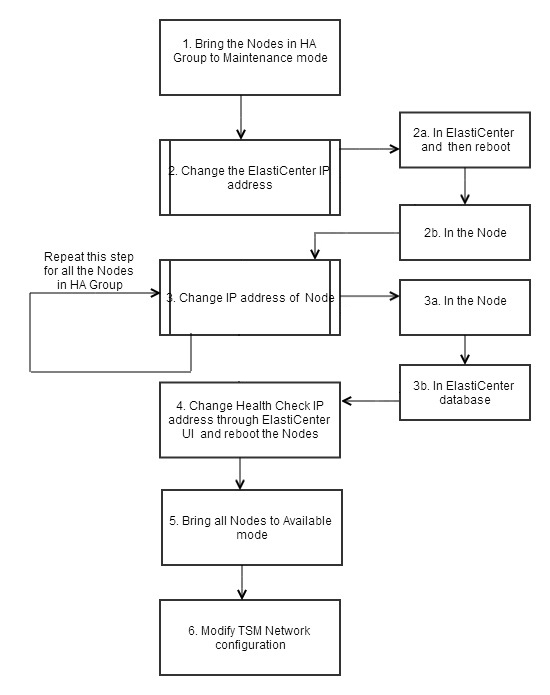 1. Bring the Nodes in HA
Group to Maintenance mode
2. Change the ElastiCenter IP
address
2a. In ElastiCenter
and then reboot
2b. In the Node
Repeat this step
for all the Nodes
in HA Group
3. Change IP address of Node
3a. In the Node
3b. In ElastiCenter
database
4. Change Health Check IP
address through ElastiCenter
UI and reboot the Nodes
5. Bring all Nodes to Available
mode
6. Modify TSM Network
configuration